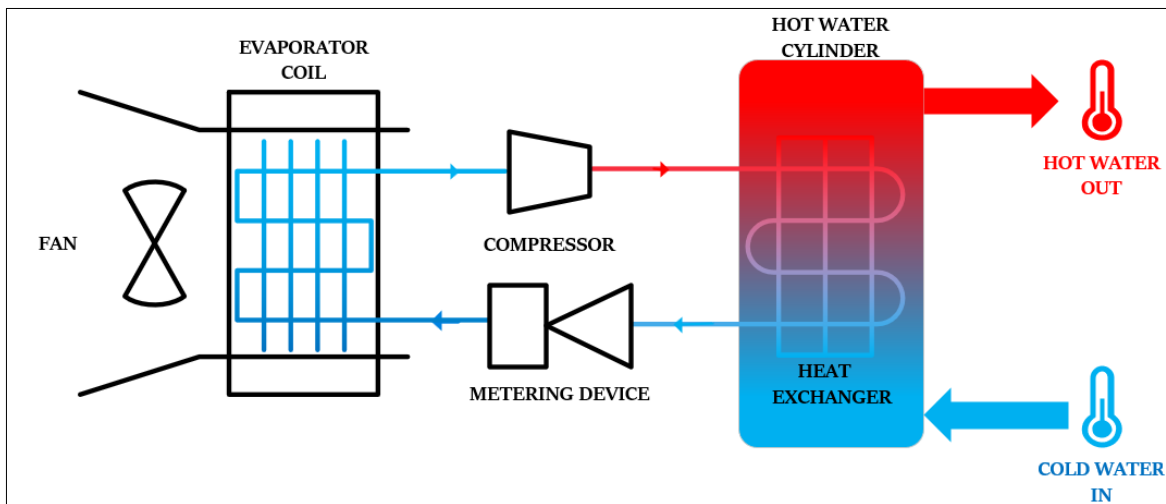 EVAPORATOR
COIL
HOT WATER
CYLINDER
HOT WATER
OUT
FAN
COMPRESSOR
METERING DEVICE
HEAT
EXCHANGER
COLD WATER
IN